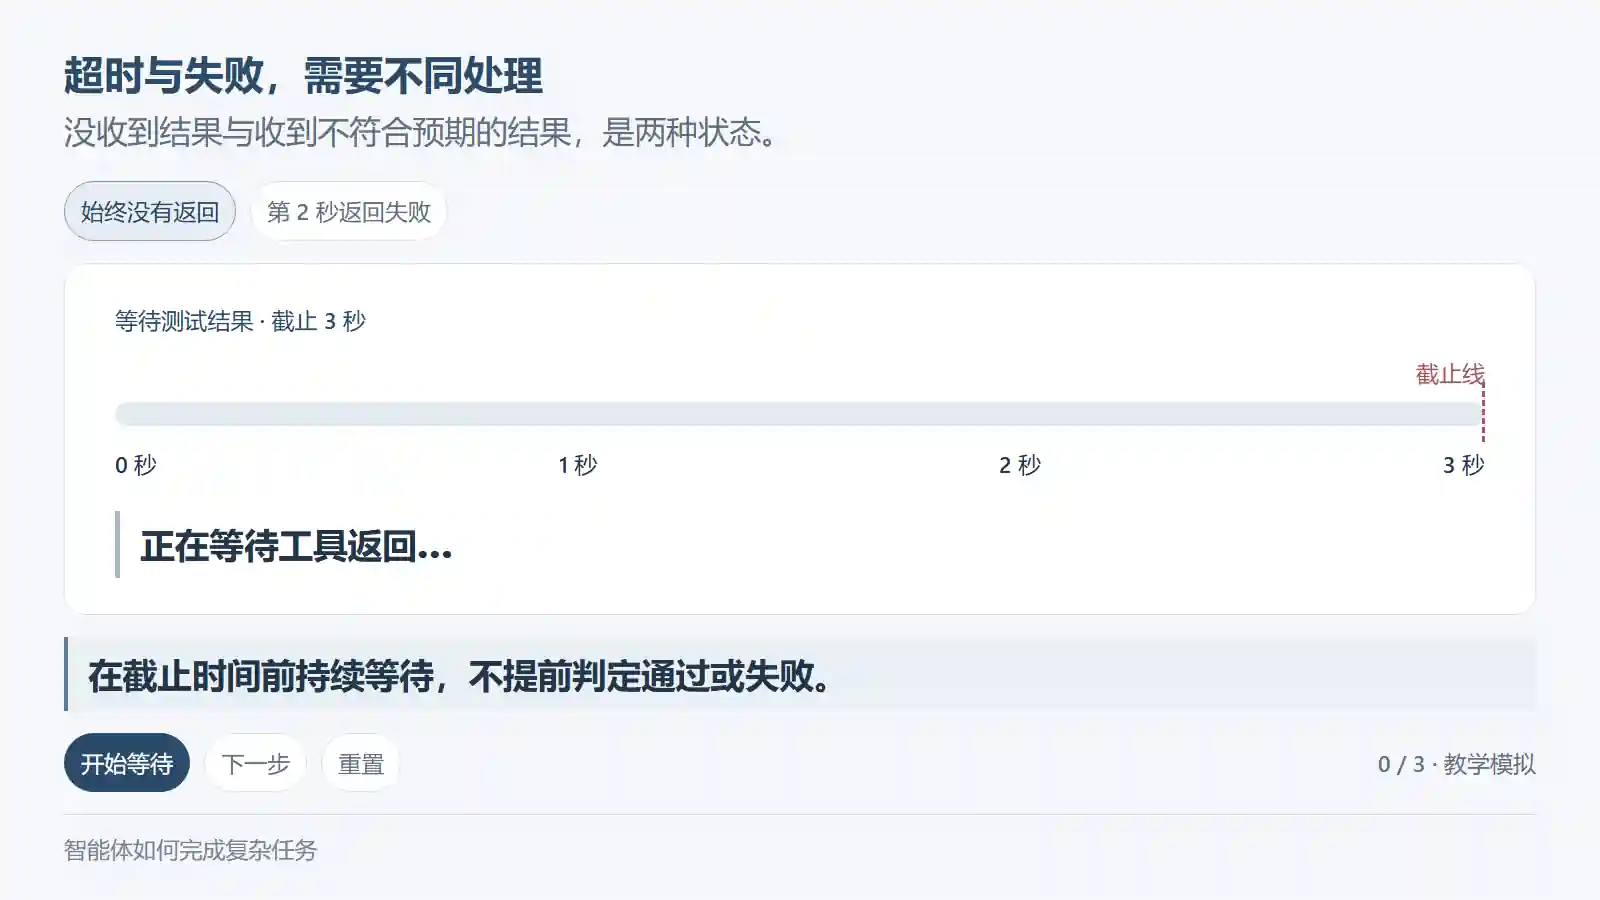 超时与失败，需要不同处理
没收到结果与收到不符合预期的结果，是两种状态。
始终没有返回
第 2 秒返回失败
等待测试结果 · 截止 3 秒
截止线
0 秒
1 秒
2 秒
3 秒
正在等待工具返回...
在截止时间前持续等待，不提前判定通过或失败。
开始等待
下一步
重置
0 / 3 · 教学模拟
智能体如何完成复杂任务